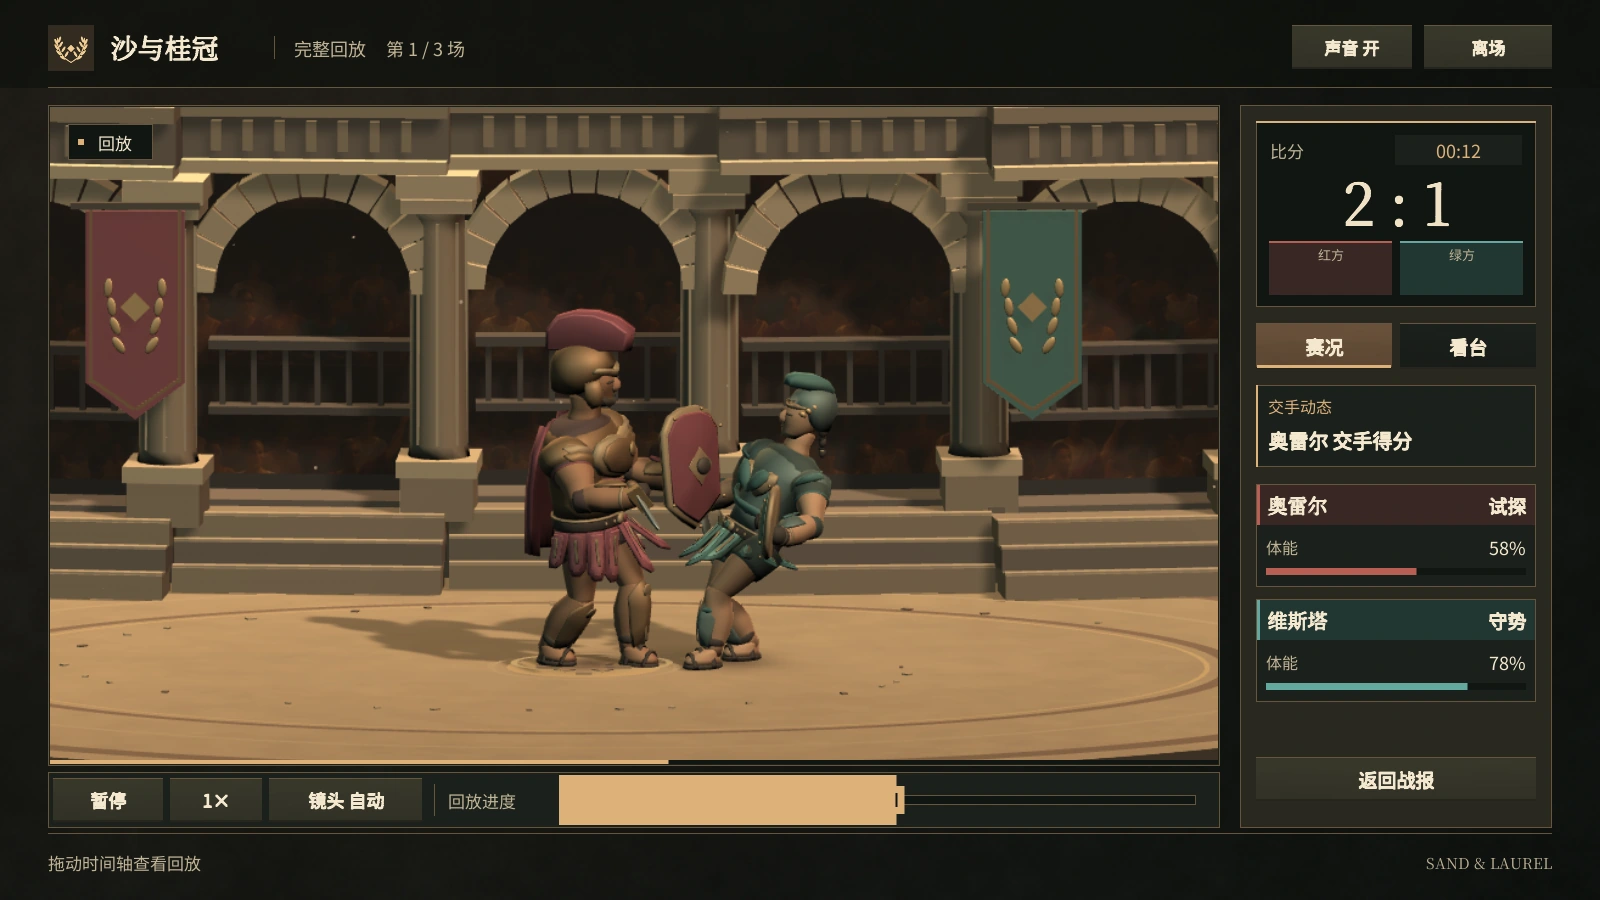 沙与桂冠
完整回放 第 1 / 3 场
声音 开
离场
回放
比分
00:12
2 : 1
红方
绿方
赛况
看台
交手动态
奥雷尔 交手得分
奥雷尔 试探
体能 58%
维斯塔 守势
体能 78%
返回战报
暂停
1×
镜头 自动
回放进度
拖动时间轴查看回放
SAND & LAUREL